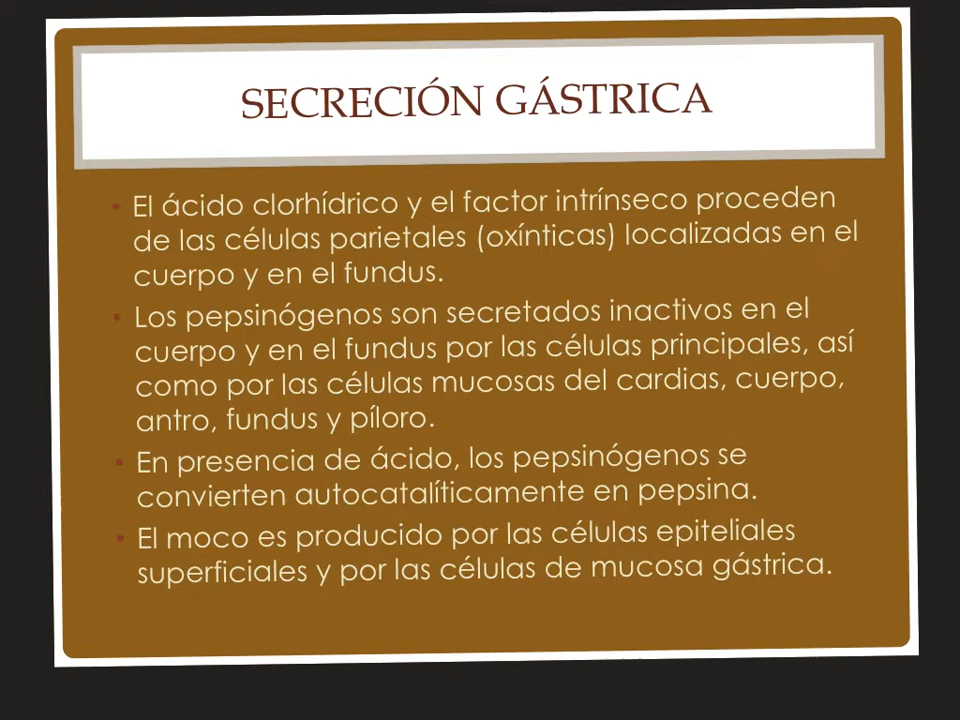 SECRECIÓN GÁSTRICA
• El ácido clorhídrico y el factor intrínseco proceden
de las células parietales (oxínticas) localizadas en el
cuerpo y en el fundus.
• Los pepsinógenos son secretados inactivos en el
cuerpo y en el fundus por las células principales, así
como por las células mucosas del cardias, cuerpo,
antro, fundus y píloro.
• En presencia de ácido, los pepsinógenos se
convierten autocatalíticamente en pepsina.
• El moco es producido por las células epiteliales
superficiales y por las células de mucosa gástrica.